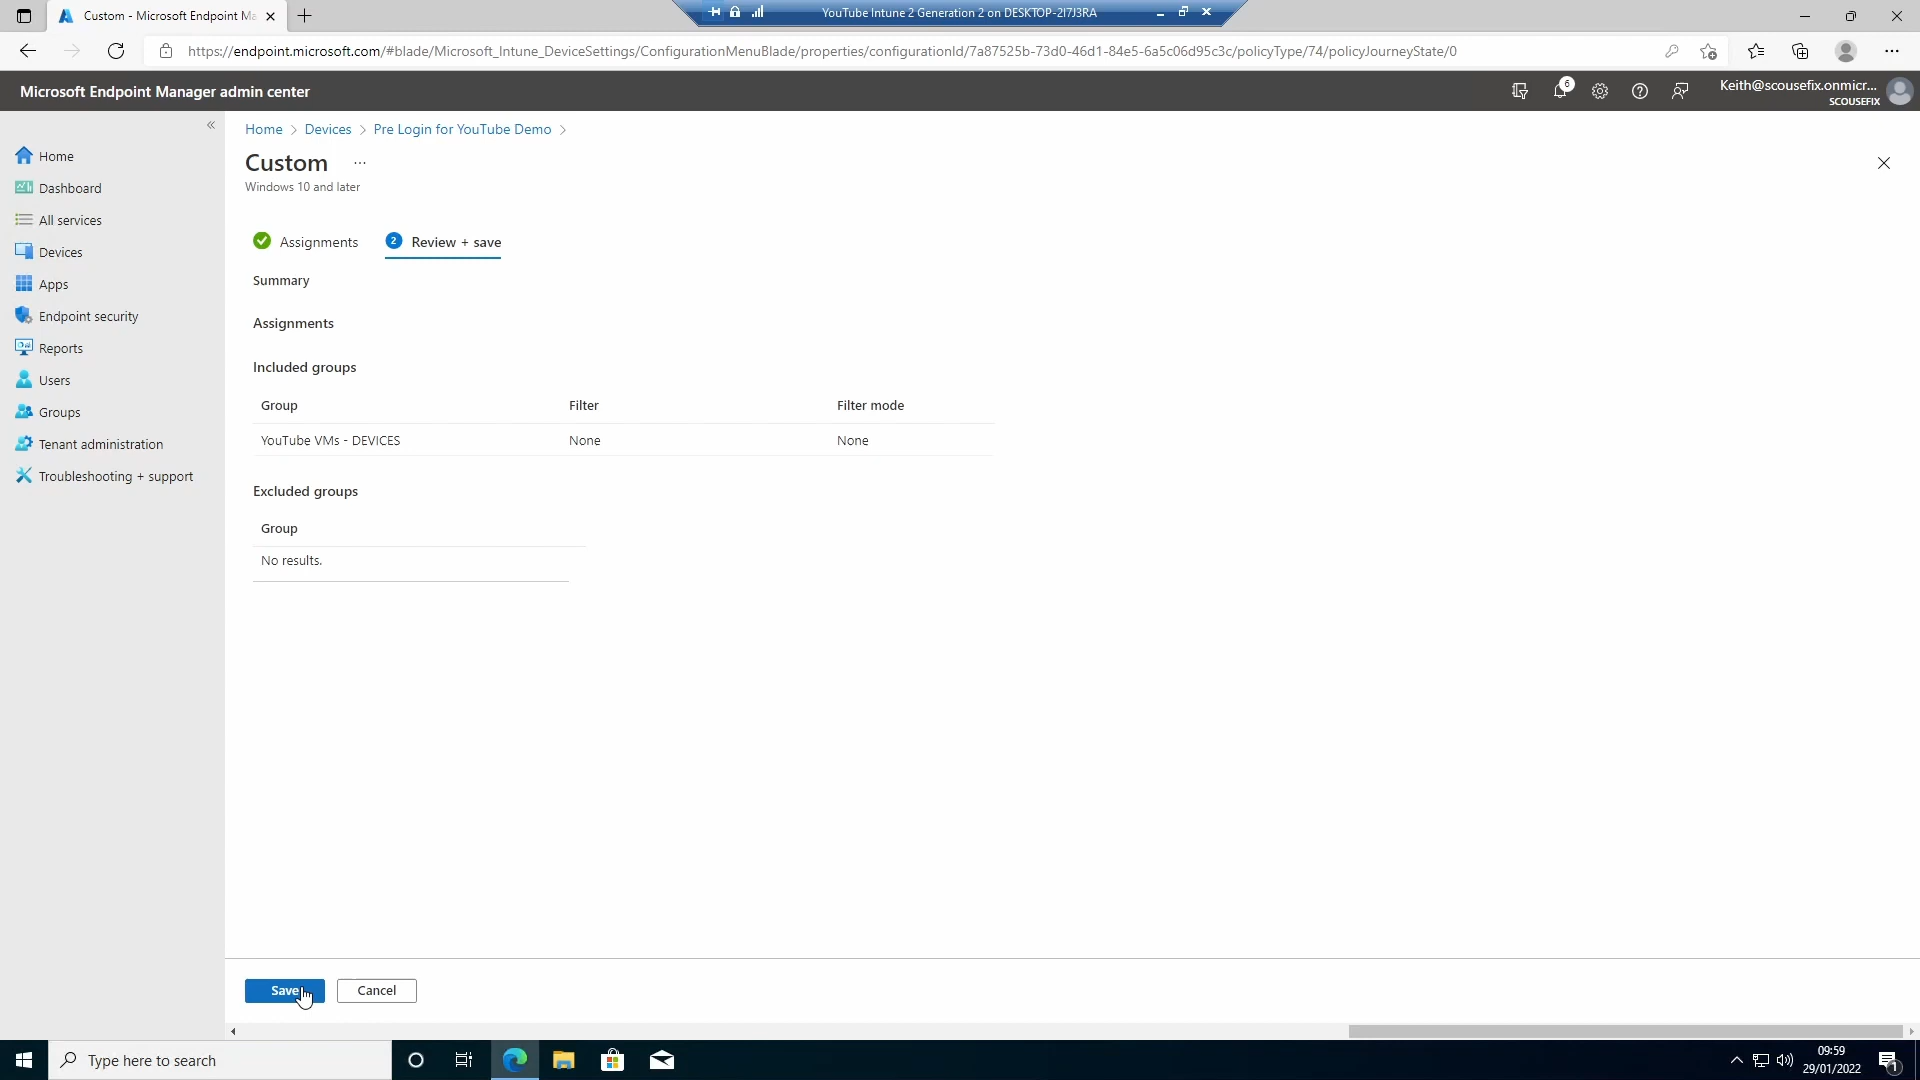 Custom - Microsoft Endpoint Ma
YouTube Intune 2 Generation 2 on DESKTOP-2I7J3RA
https://endpoint.microsoft.com/#blade/Microsoft_Intune_DeviceSettings/ConfigurationMenuBlade/properties/configurationId/7a87525b-73d0-46d1-84e5-6a5c06d95c3c/policyType/74/policyJourneyState/0
Microsoft Endpoint Manager admin center
6
Keith@scousefix.onmicr...
SCOUSEFIX
Home
Dashboard
All services
Devices
Apps
Endpoint security
Reports
Users
Groups
Tenant administration
Troubleshooting + support
Home > Devices > Pre Login for YouTube Demo >
Custom ...
Windows 10 and later
Assignments
2 Review + save
Summary
Assignments
Included groups
Group Filter Filter mode
YouTube VMs - DEVICES None None
Excluded groups
Group
No results.
Save
Cancel
Type here to search
09:59
29/01/2022
1